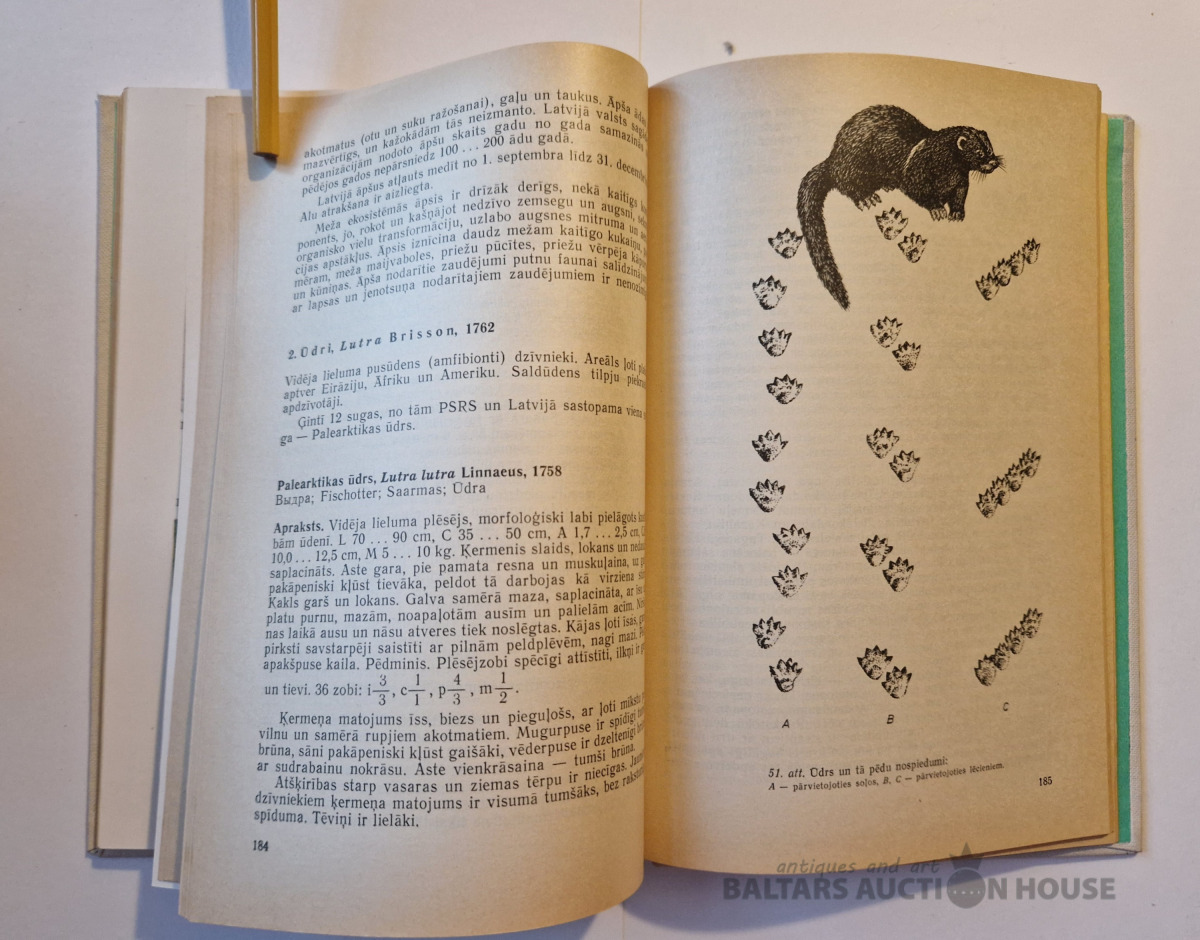 akotmatus (otu un suku ražošanai), gaļu un taukus. Āpša
mazvērtīgs, un kažokādām tās neizmanto. Latvijā valsts
organizācijām nodoto āpšu skaits gadu no gada
pēdējos gados nepārsniedz 100 ... 200 ādu gadā.
Latvijā āpšus atļauts medīt no 1. septembra līdz 31.
Alu atrakšana ir aizliegta.
Meža ekosistēmās āpsis ir drīzāk derīgs, nekā kaitīgs
ponents, jo, rokot un kašņājot nedzīvo zemsegu un augsni,
organisko vielu transformāciju, uzlabo augsnes mitruma un
cijas apstākļus. Āpsis iznīcina daudz mežam kaitīgo kukaiņu,
mēram, meža maijvaboles, priežu pūcītes, priežu vērpēja
un kūniņas. Āpša nodarītie zaudējumi putnu faunai
ar lapsas un jenotsuņa nodarītajiem zaudējumiem ir
2. Ūdri, Lutra Brisson, 1762
Vidēja lieluma pusūdens (amfibionti) dzīvnieki. Areāls ļoti
aptver Eirāziju, Āfriku un Ameriku. Saldūdens tilpju
apdzīvotāji.
Ģintī 12 sugas, no tām PSRS un Latvijā sastopama viena
ga — Palearktikas ūdrs.
Palearktikas ūdrs, Lutra lutra Linnaeus, 1758
Выдра; Fischotter; Saarmas; Ūdra
Apraksts. Vidēja lieluma plēsējs, morfoloģiski labi pielāgots
bām ūdenī. L 70 ... 90 cm, C 35 ... 50 cm, A 1,7 ... 2,5 cm,
10,0 ... 12,5 cm, M 5 ... 10 kg. Ķermenis slaids, lokans un
saplacināts. Aste gara, pie pamata resna un muskuļaina, uz
pakāpeniski kļūst tievāka, peldot tā darbojas kā virziena
Kakls garš un lokans. Galva samērā maza, saplacināta, ar
platu purnu, mazām, noapaļotām ausīm un palielām acīm.
nas laikā ausu un nāsu atveres tiek noslēgtas. Kājas ļoti īsas,
pirksti savstarpēji saistīti ar pilnām peldplēvēm, nagi mazi.
apakšpuse kaila. Pēdminis. Plēsējzobi spēcīgi attīstīti, ilkņi ir
un tievi. 36 zobi: i 3/3, c 1/1, p 4/3, m 1/2.
Ķermeņa matojums īss, biezs un pieguļošs, ar ļoti mīkstu
vilnu un samērā rupjiem akotmatiem. Mugurpuse ir spīdīgi
brūna, sāni pakāpeniski kļūst gaišāki, vēderpuse ir dzeltenīgi
ar sudrabainu nokrāsu. Aste vienkrāsaina — tumši brūna.
Atšķirības starp vasaras un ziemas tērpu ir niecīgas.
dzīvniekiem ķermeņa matojums ir visumā tumšāks, bez
spīduma. Tēviņi ir lielāki.
184
A B C
51. att. Ūdrs un tā pēdu nospiedumi:
A — pārvietojoties soļos, B, C — pārvietojoties lēcieniem.
185
antiques and art
BALTARS AUCTION HOUSE